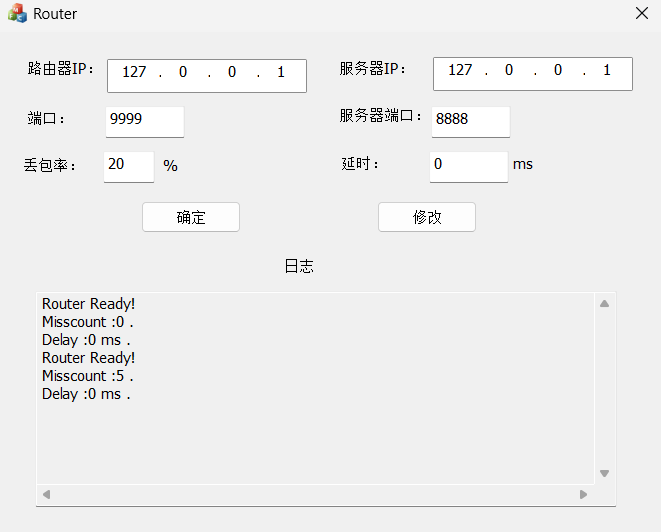 Router
路由器IP： 127 . 0 . 0 . 1 服务器IP： 127 . 0 . 0 . 1
端口： 9999 服务器端口： 8888
丢包率： 20 % 延时： 0 ms
确定 修改
日志
Router Ready!
Misscount :0 .
Delay :0 ms .
Router Ready!
Misscount :5 .
Delay :0 ms .